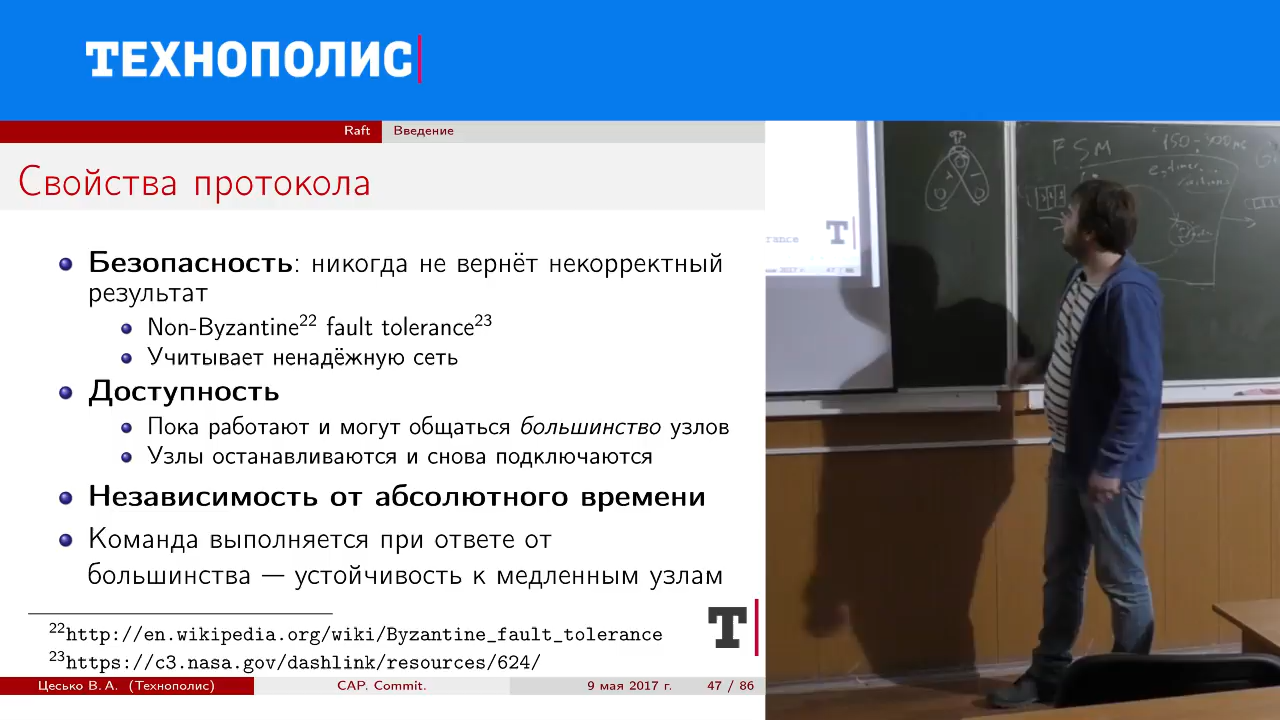 ТЕХНОПОЛИС
Raft Введение
Свойства протокола
Безопасность: никогда не вернёт некорректный
результат
Non-Byzantine22 fault tolerance23
Учитывает ненадёжную сеть
Доступность
Пока работают и могут общаться большинство узлов
Узлы останавливаются и снова подключаются
Независимость от абсолютного времени
Команда выполняется при ответе от
большинства — устойчивость к медленным узлам
22http://en.wikipedia.org/wiki/Byzantine_fault_tolerance
23https://c3.nasa.gov/dashlink/resources/624/
Т
Цесько В. А. (Технополис) CAP. Commit. 9 мая 2017 г. 47 / 86
Т
47 / 86
FSM